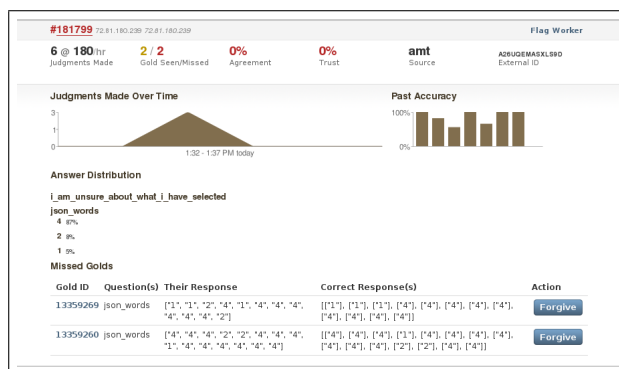 #181799 72.81.180.239 72.81.180.239 Flag Worker
6 @ 180/hr 2 / 2 0% 0% amt A26UQEMASXLS9D
Judgments Made Gold Seen/Missed Agreement Trust Source External ID
Judgments Made Over Time Past Accuracy
3 100%
1
0 0%
1:32 - 1:37 PM today
Answer Distribution
i_am_unsure_about_what_i_have_selected
json_words
4 87%
2 8%
1 5%
Missed Golds
Gold ID Question(s) Their Response Correct Response(s) Action
13359269 json_words ["1", "1", "2", "4", "1", "4", "4", "4", [["1"], ["1"], ["1"], ["4"], ["4"], ["4"], ["4"], ["4"], Forgive
"4", "4", "4", "2"] ["4"], ["4"], ["4"], ["4"]]
13359260 json_words ["4", "4", "4", "2", "2", "4", "4", "4", [["4"], ["4"], ["4"], ["1"], ["4"], ["4"], ["4"], ["4"], Forgive
"1", "4", "4", "4", "4", "4", "4"] ["4"], ["4"], ["4"], ["2"], ["2"], ["4"], ["4"]]